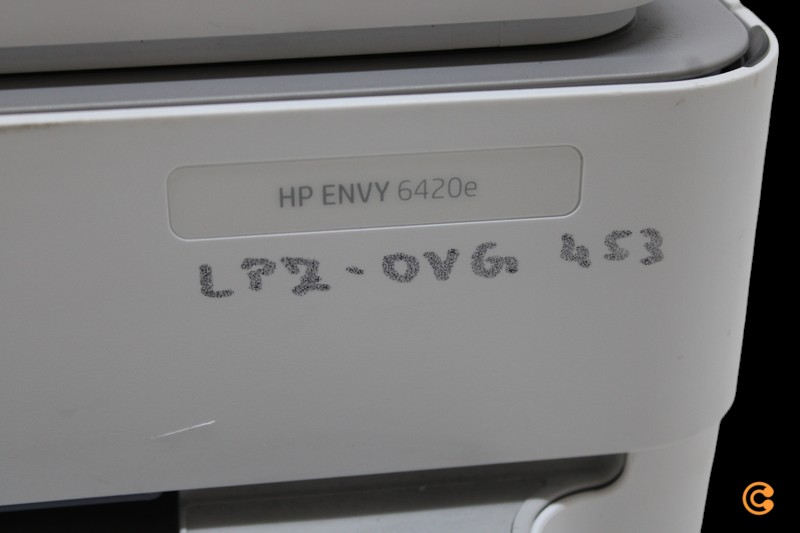 HP ENVY 6420e
LPZ-OVG 453